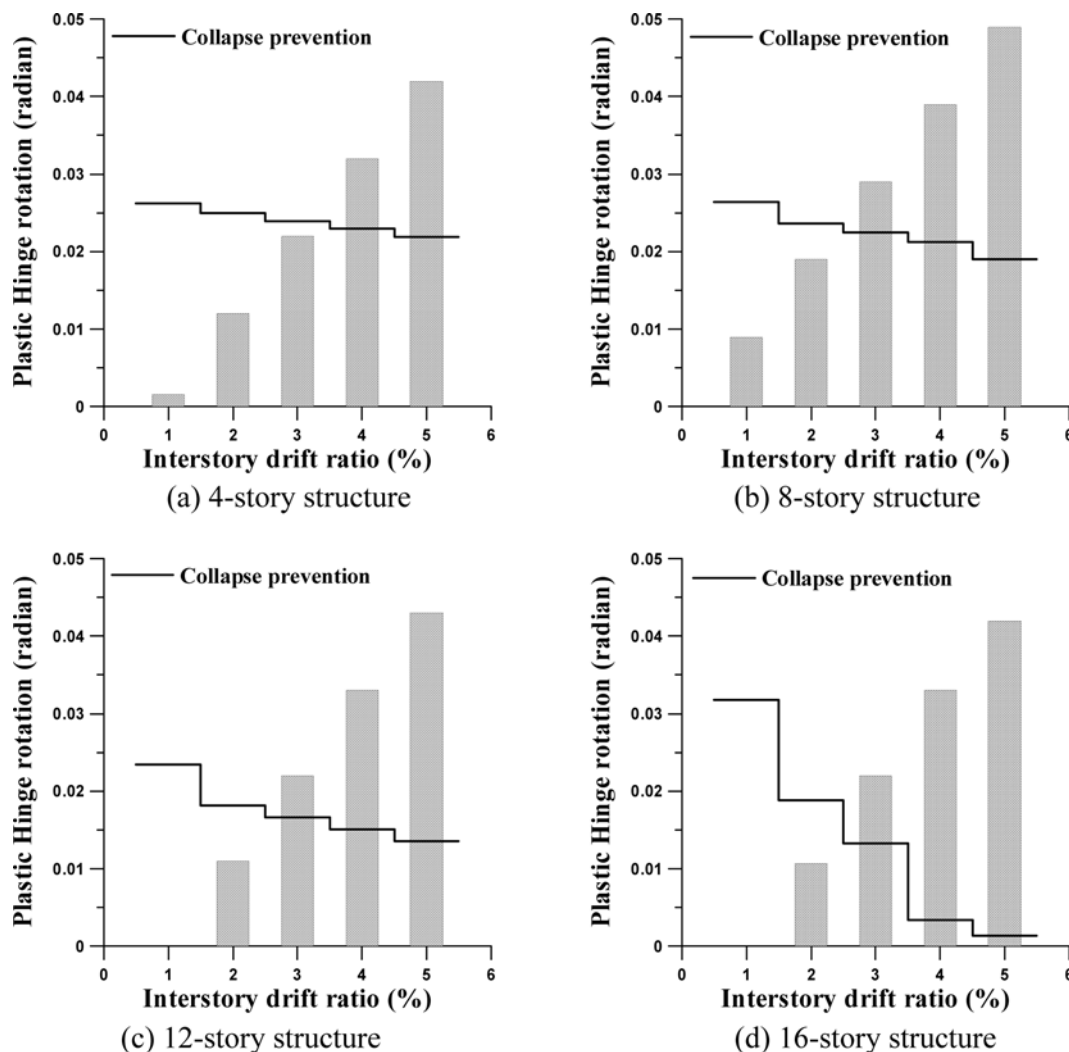 0.05
Collapse prevention
0.04
0.03
0.02
0.01
0
Plastic Hinge rotation (radian)
0 1 2 3 4 5 6
Interstory drift ratio (%)
(a) 4-story structure
0.05
Collapse prevention
0.04
0.03
0.02
0.01
0
Plastic Hinge rotation (radian)
0 1 2 3 4 5 6
Interstory drift ratio (%)
(b) 8-story structure
0.05
Collapse prevention
0.04
0.03
0.02
0.01
0
Plastic Hinge rotation (radian)
0 1 2 3 4 5 6
Interstory drift ratio (%)
(c) 12-story structure
0.05
Collapse prevention
0.04
0.03
0.02
0.01
0
Plastic Hinge rotation (radian)
0 1 2 3 4 5 6
Interstory drift ratio (%)
(d) 16-story structure